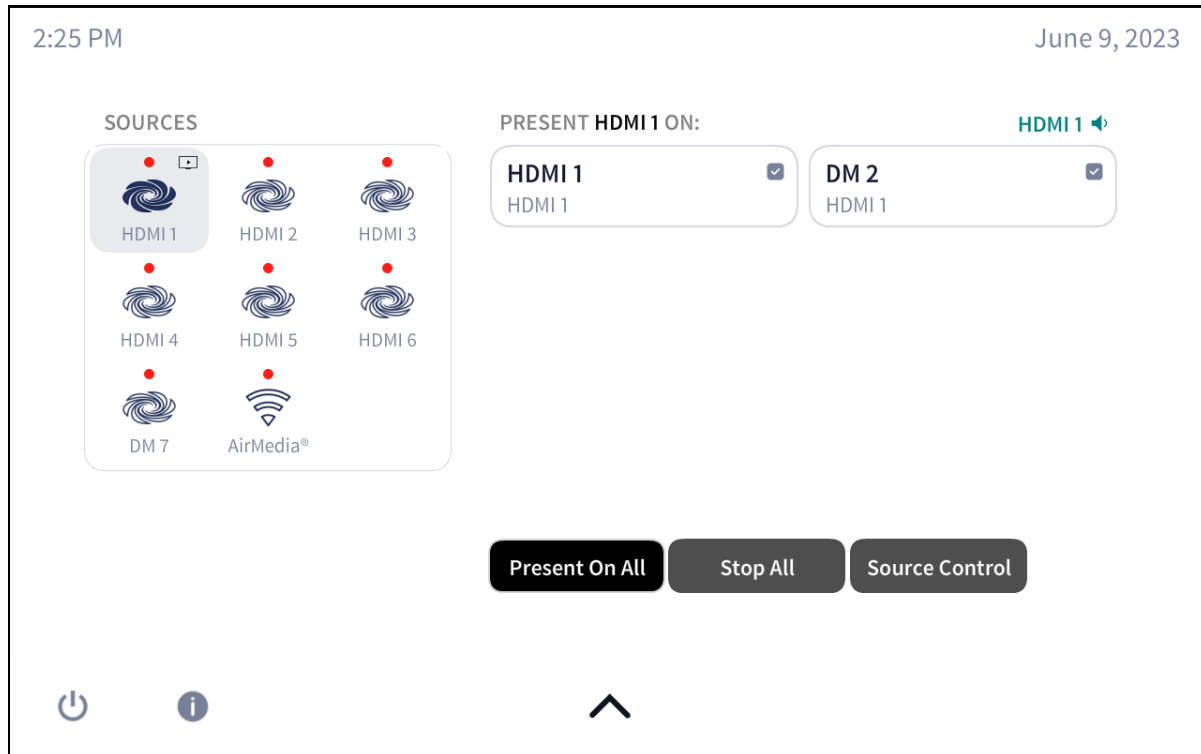 2:25 PM
June 9, 2023
SOURCES
HDMI 1
HDMI 2
HDMI 3
HDMI 4
HDMI 5
HDMI 6
DM 7
AirMedia®
PRESENT HDMI 1 ON:
HDMI 1
HDMI 1
HDMI 1
DM 2
HDMI 1
Present On All
Stop All
Source Control